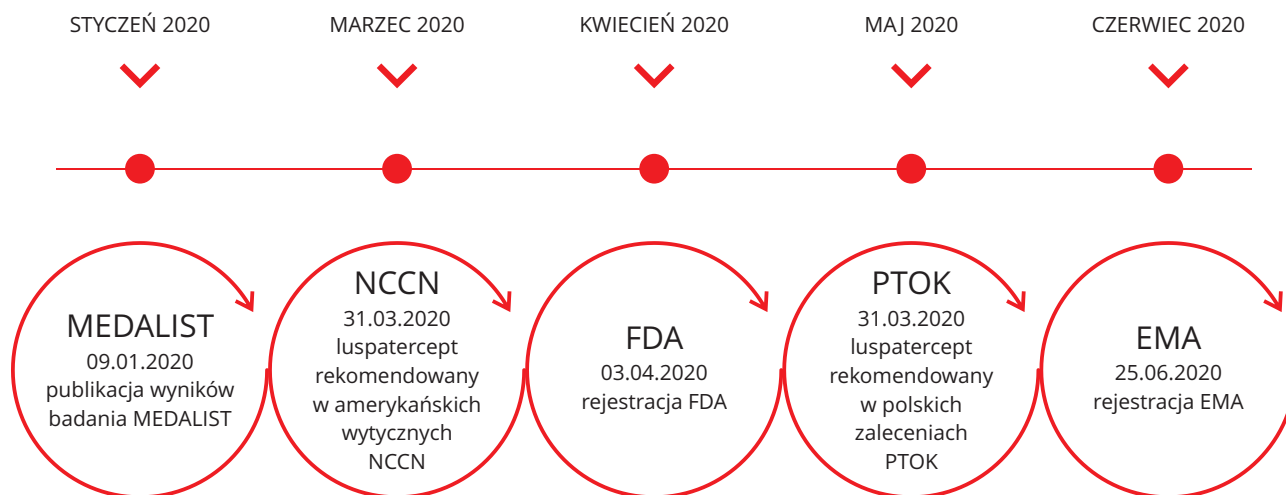 STYCZEŃ 2020
MARZEC 2020
KWIECIEŃ 2020
MAJ 2020
CZERWIEC 2020
MEDALIST
09.01.2020
publikacja wyników
badania MEDALIST
NCCN
31.03.2020
luspatercept
rekomendowany
w amerykańskich
wytycznych
NCCN
FDA
03.04.2020
rejestracja FDA
PTOK
31.03.2020
luspatercept
rekomendowany
w polskich
zaleceniach
PTOK
EMA
25.06.2020
rejestracja EMA